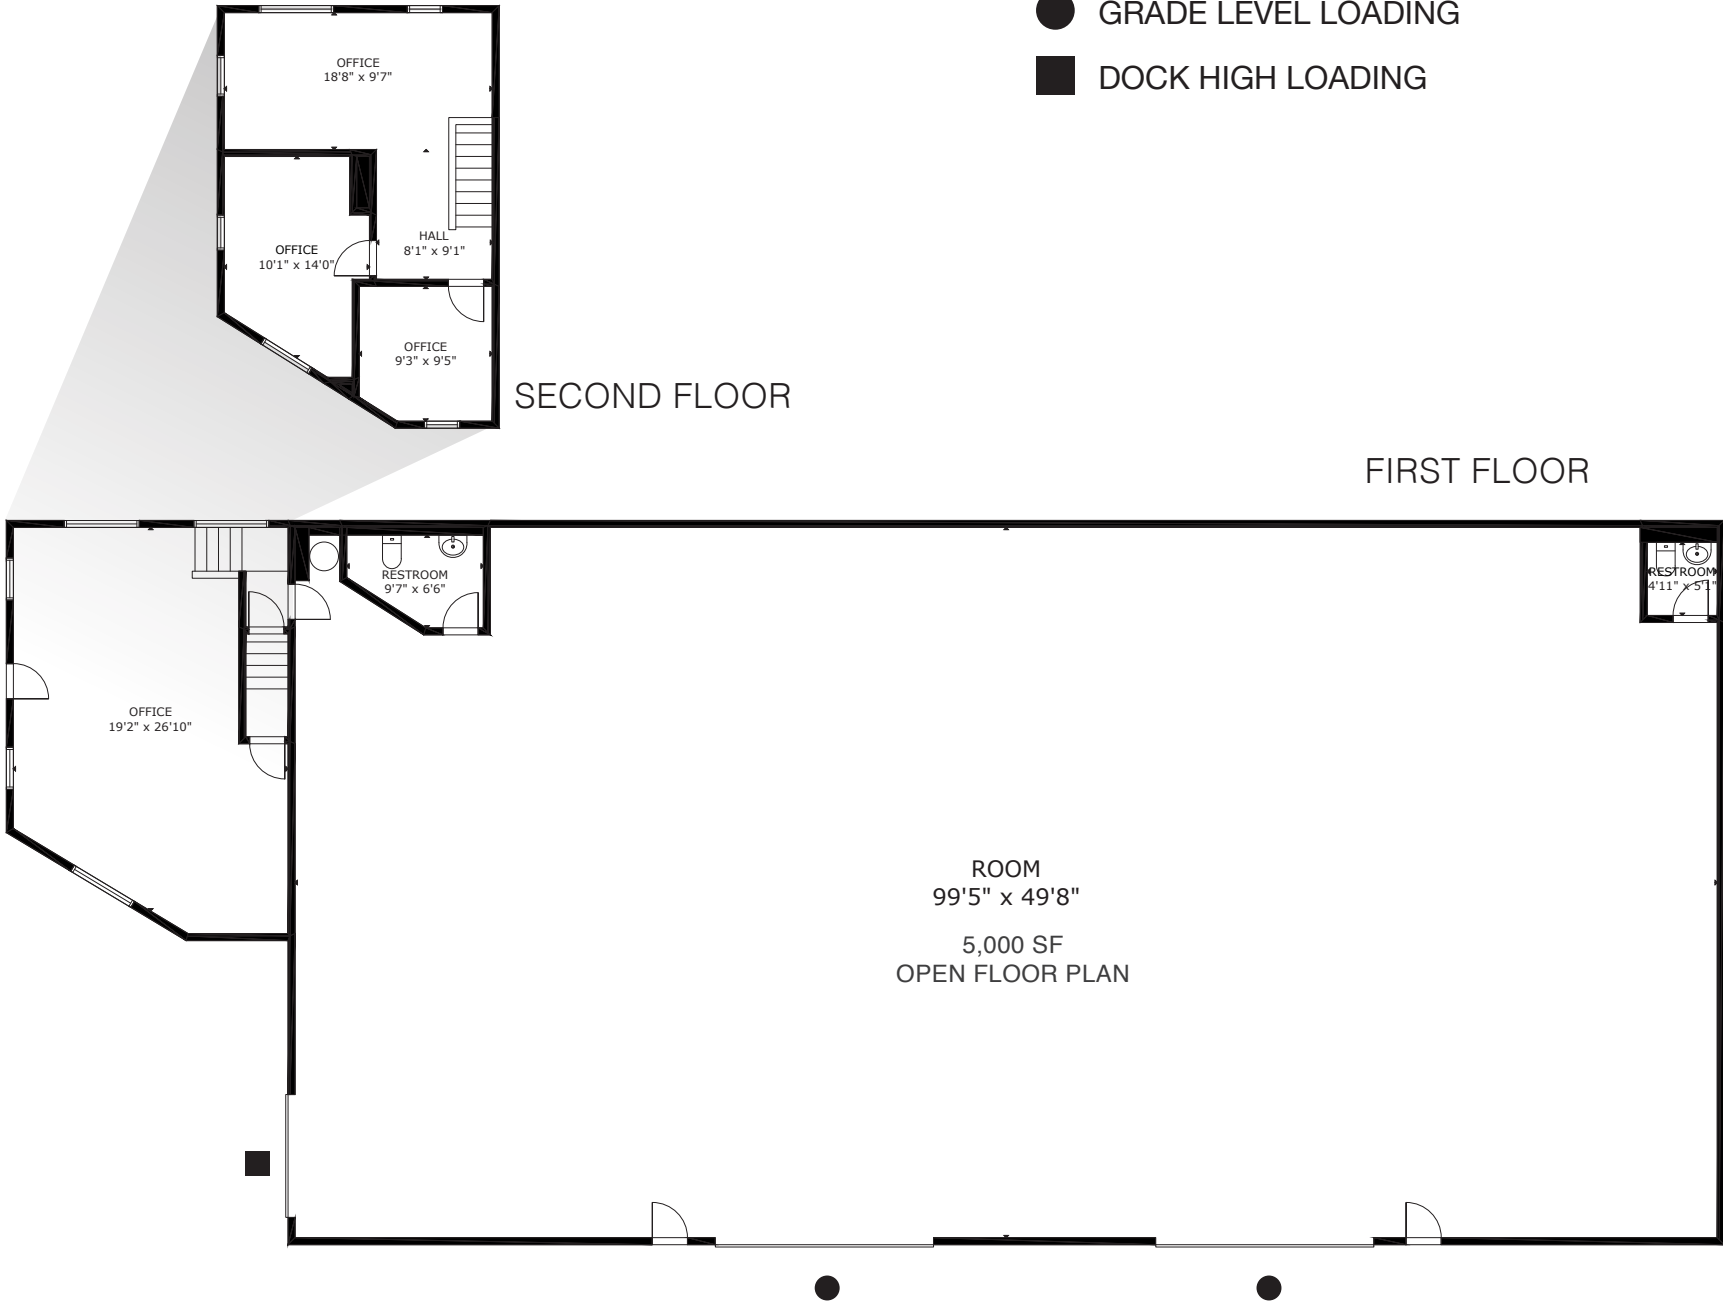 GRADE LEVEL LOADING
DOCK HIGH LOADING
OFFICE
18'8" x 9'7"
HALL
8'1" x 9'1"
OFFICE
10'1" x 14'0"
OFFICE
9'3" x 9'5"
SECOND FLOOR
FIRST FLOOR
RESTROOM
9'7" x 6'6"
RESTROOM
4'11" x 5'1"
OFFICE
19'2" x 26'10"
ROOM
99'5" x 49'8"
5,000 SF
OPEN FLOOR PLAN